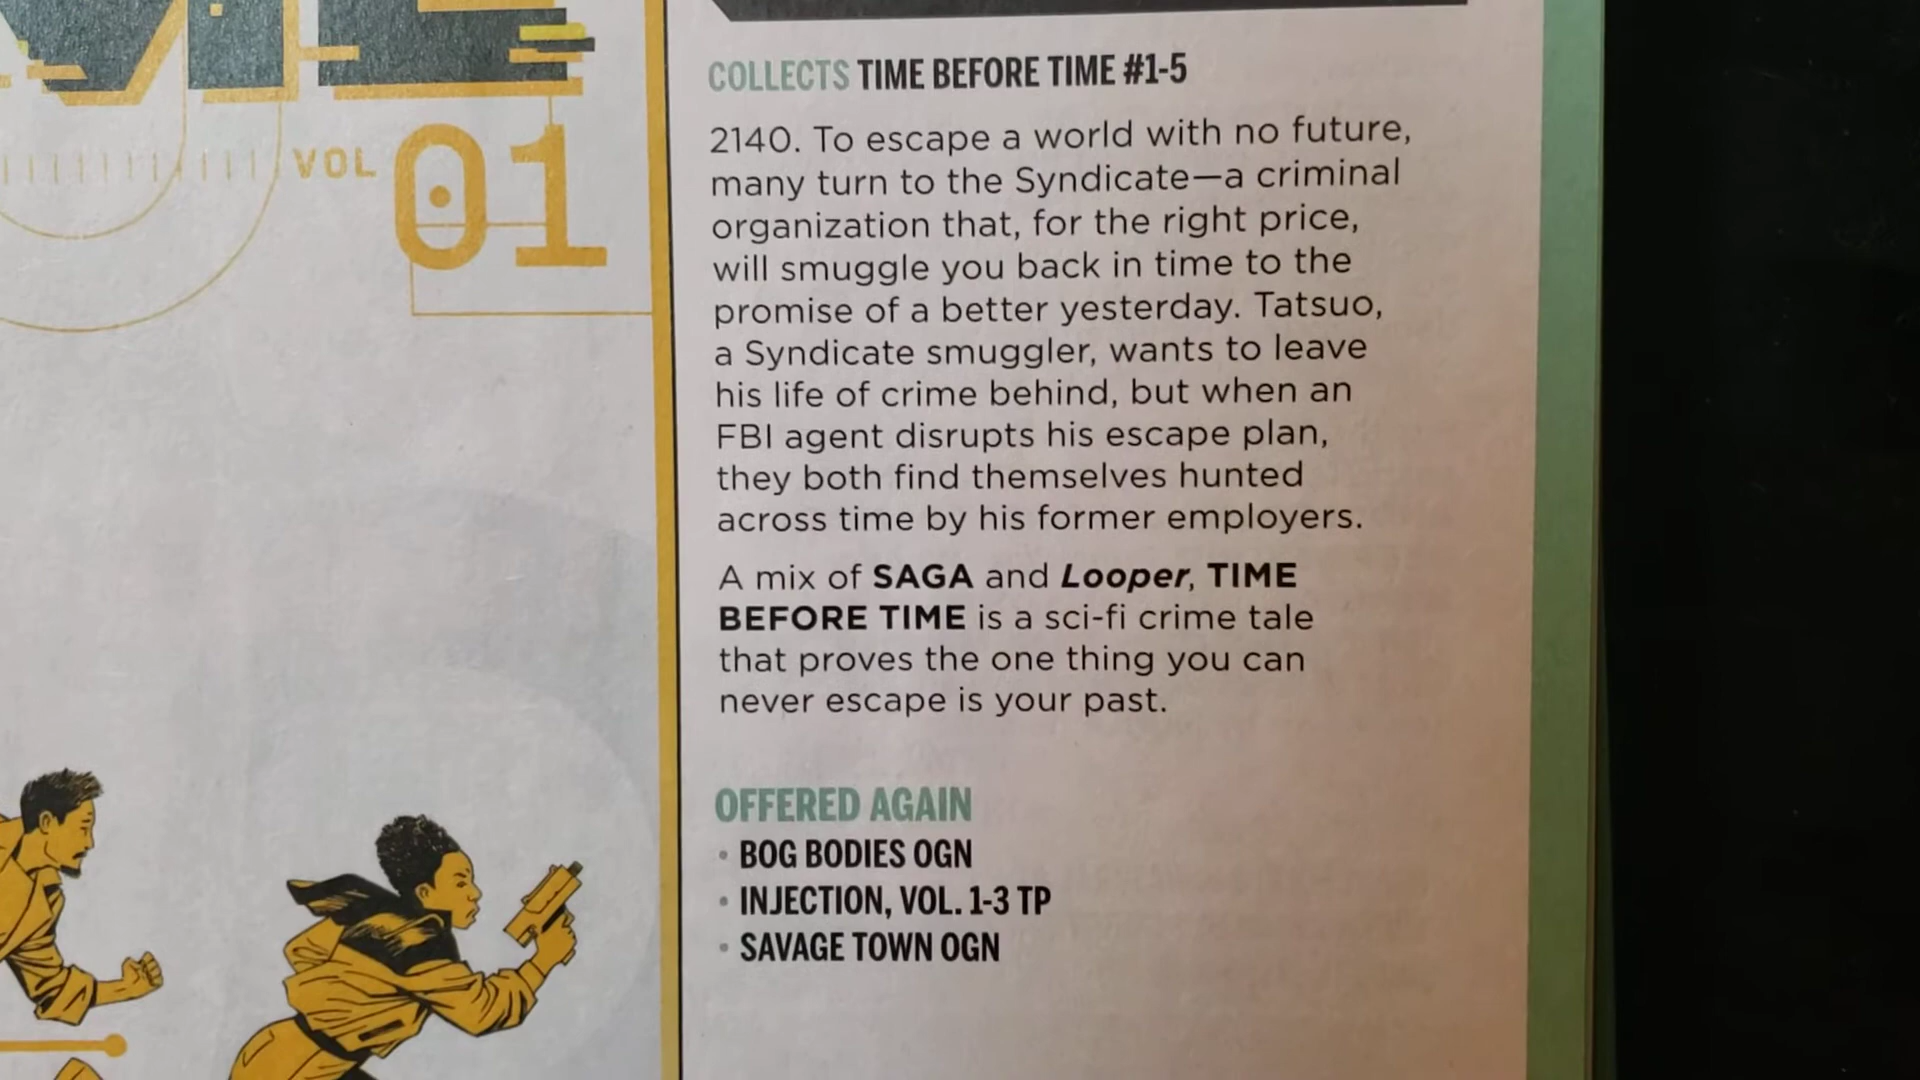 VOL 01
COLLECTS TIME BEFORE TIME #1-5
2140. To escape a world with no future,
many turn to the Syndicate—a criminal
organization that, for the right price,
will smuggle you back in time to the
promise of a better yesterday. Tatsuo,
a Syndicate smuggler, wants to leave
his life of crime behind, but when an
FBI agent disrupts his escape plan,
they both find themselves hunted
across time by his former employers.
A mix of SAGA and Looper, TIME
BEFORE TIME is a sci-fi crime tale
that proves the one thing you can
never escape is your past.
OFFERED AGAIN
• BOG BODIES OGN
• INJECTION, VOL. 1-3 TP
• SAVAGE TOWN OGN